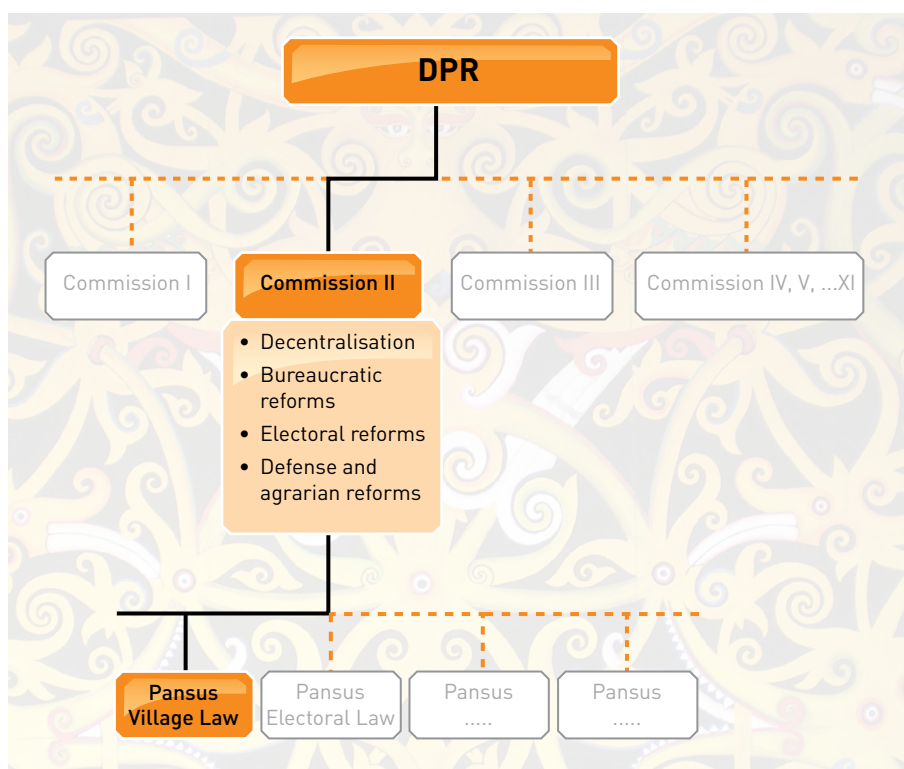 DPR
Commission I
Commission II
Commission III
Commission IV, V, ...XI
• Decentralisation
• Bureaucratic
reforms
• Electoral reforms
• Defense and
agrarian reforms
Pansus
Village Law
Pansus
Electoral Law
Pansus
.....
Pansus
.....